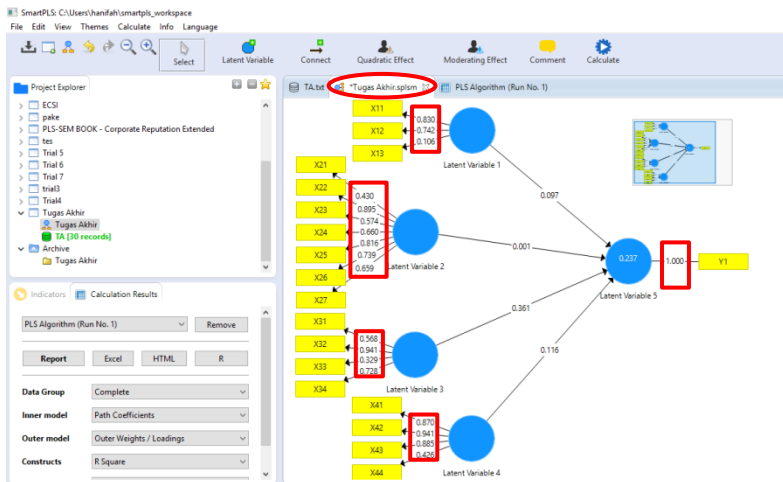 SmartPLS: C:\Users\hanifah\smartpls_workspace
File Edit View Themes Calculate Info Language
Select
Latent Variable
Connect
Quadratic Effect
Moderating Effect
Comment
Calculate
Project Explorer
ECSI
pake
PLS-SEM BOOK - Corporate Reputation Extended
tes
Trial 5
Trial 6
Trial 7
trial3
Trial4
Tugas Akhir
Tugas Akhir
TA [30 records]
Archive
Tugas Akhir
Indicators
Calculation Results
PLS Algorithm (Run No. 1)
Remove
Report
Excel
HTML
R
Data Group
Complete
Inner model
Path Coefficients
Outer model
Outer Weights / Loadings
Constructs
R Square
TA.txt
*Tugas Akhir.splsm
PLS Algorithm (Run No. 1)
X11
X12
X13
0.830
0.742
0.106
Latent Variable 1
0.097
X21
X22
X23
X24
X25
X26
X27
0.430
0.895
0.574
0.660
0.816
0.739
0.659
Latent Variable 2
0.001
X31
X32
X33
X34
0.568
0.941
0.329
0.728
Latent Variable 3
0.361
X41
X42
X43
X44
0.870
0.941
0.885
0.426
Latent Variable 4
0.116
0.237
Latent Variable 5
1.000
Y1